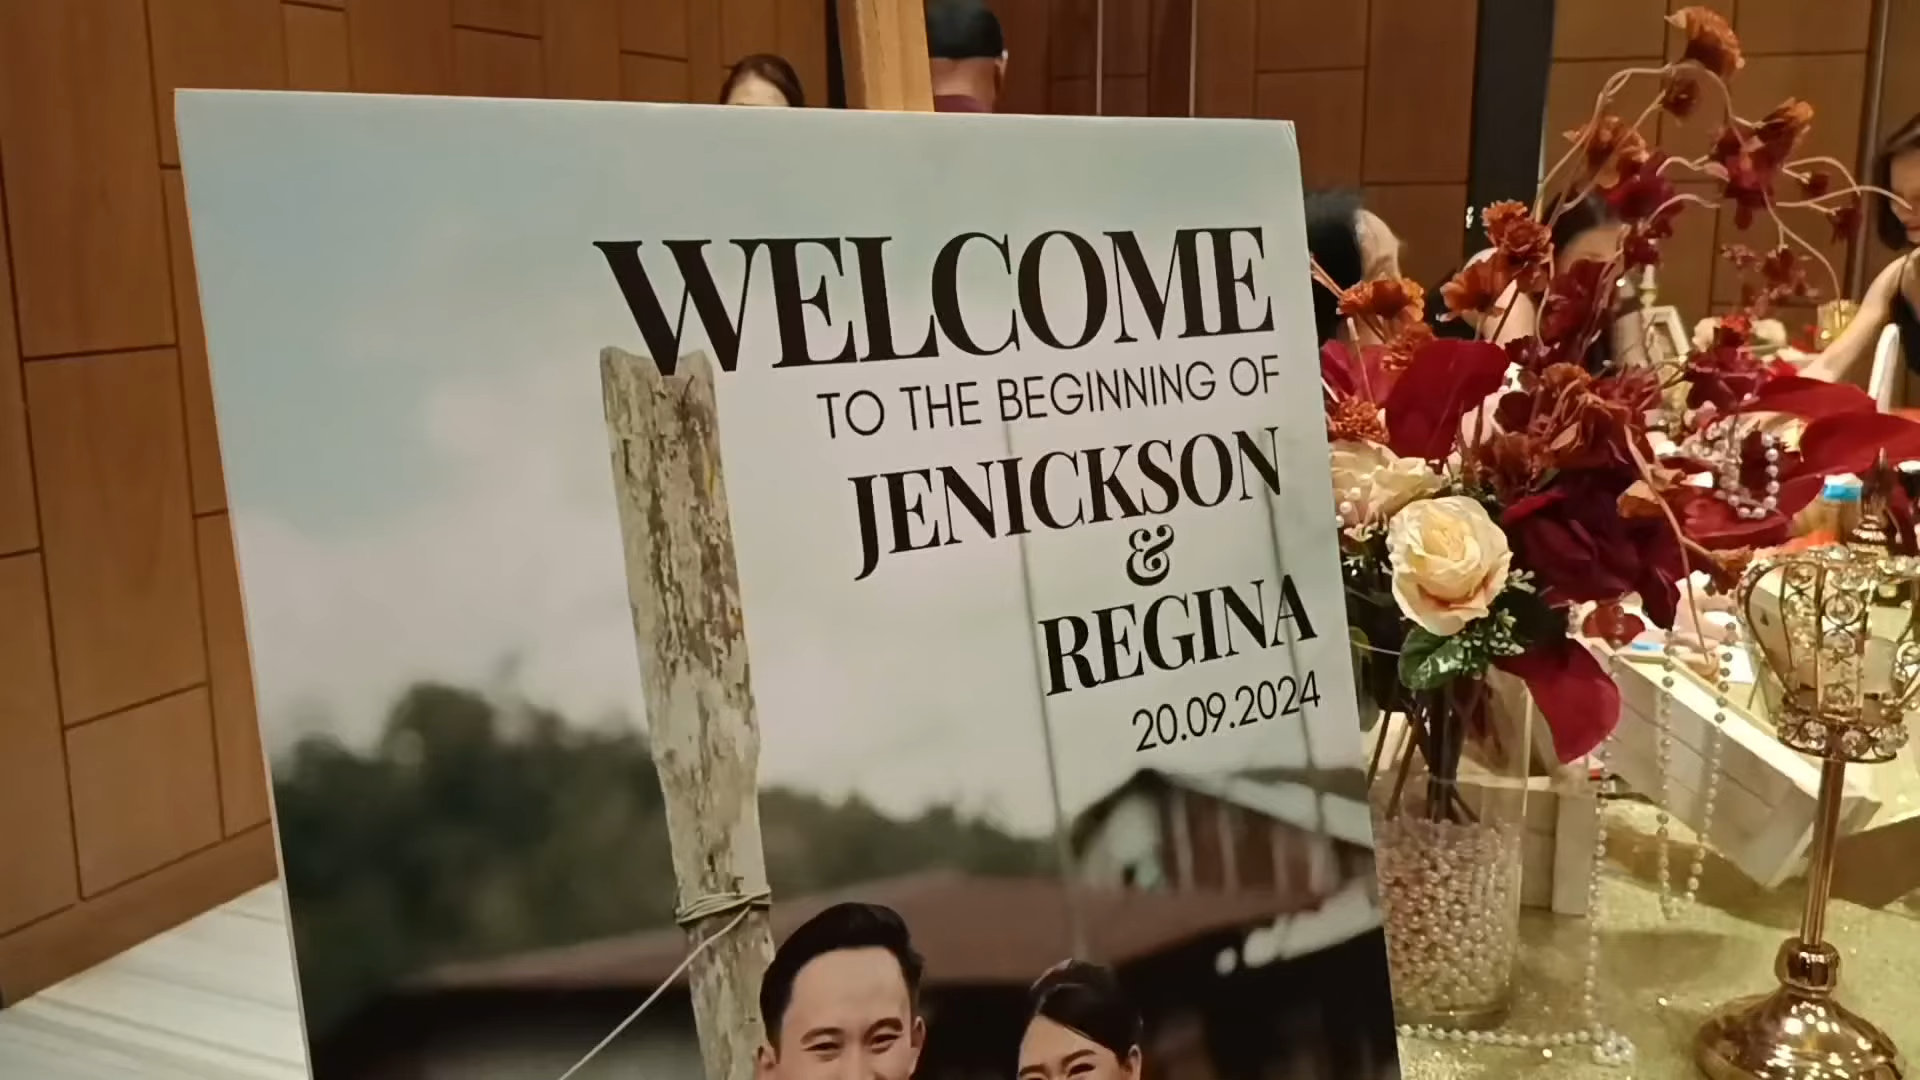 WELCOME
TO THE BEGINNING OF
JENICKSON
&
REGINA
20.09.2024